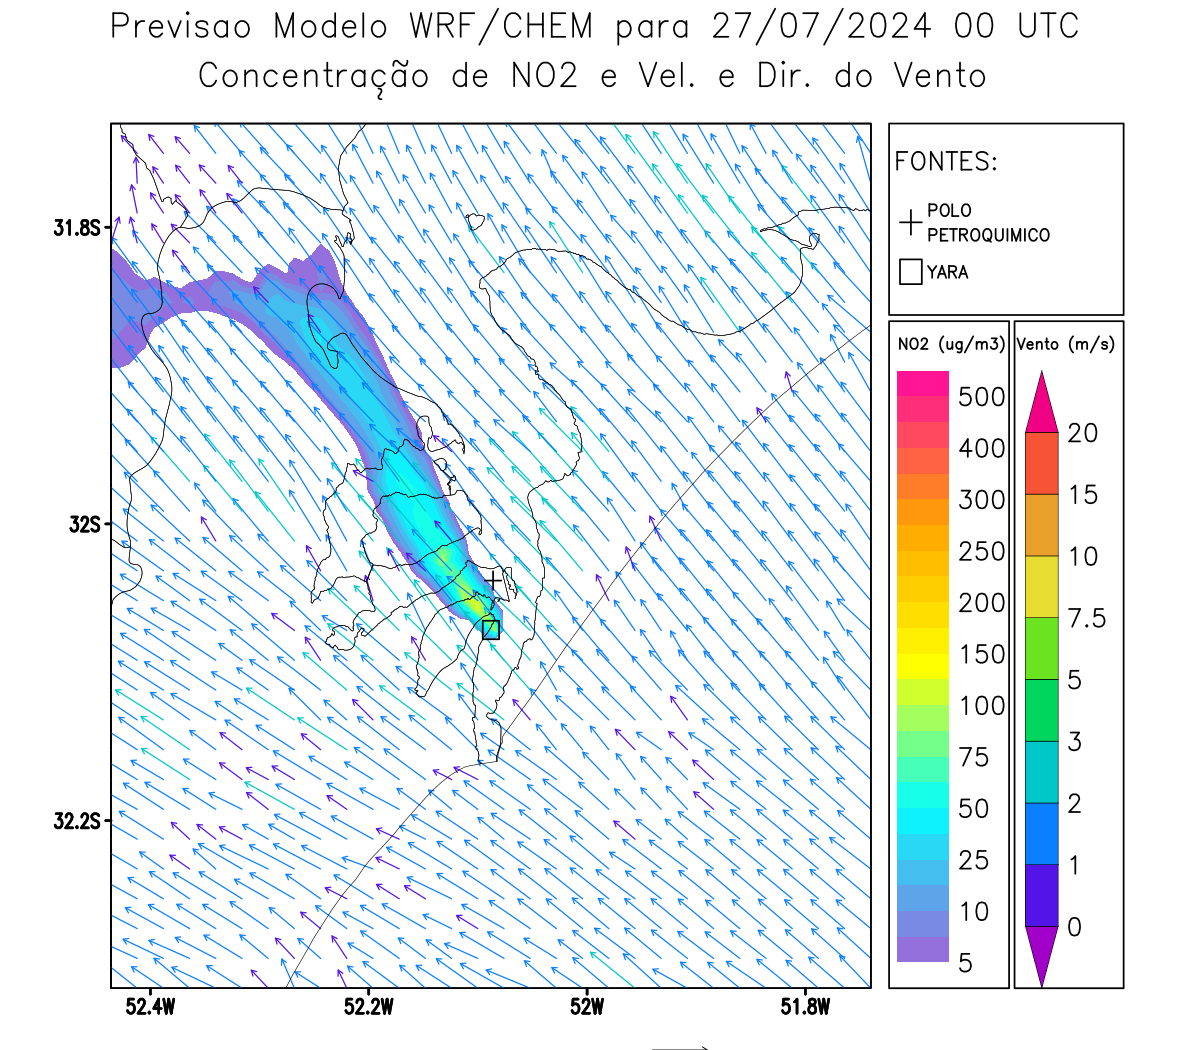 Previsao Modelo WRF/CHEM para 27/07/2024 00 UTC
Concentração de NO2 e Vel. e Dir. do Vento
FONTES:
POLO
PETROQUIMICO
YARA
31.8S
32S
32.2S
52.4W
52.2W
52W
51.8W
NO2 (ug/m3)
500
400
300
250
200
150
100
75
50
25
10
5
Vento (m/s)
20
15
10
7.5
5
3
2
1
0